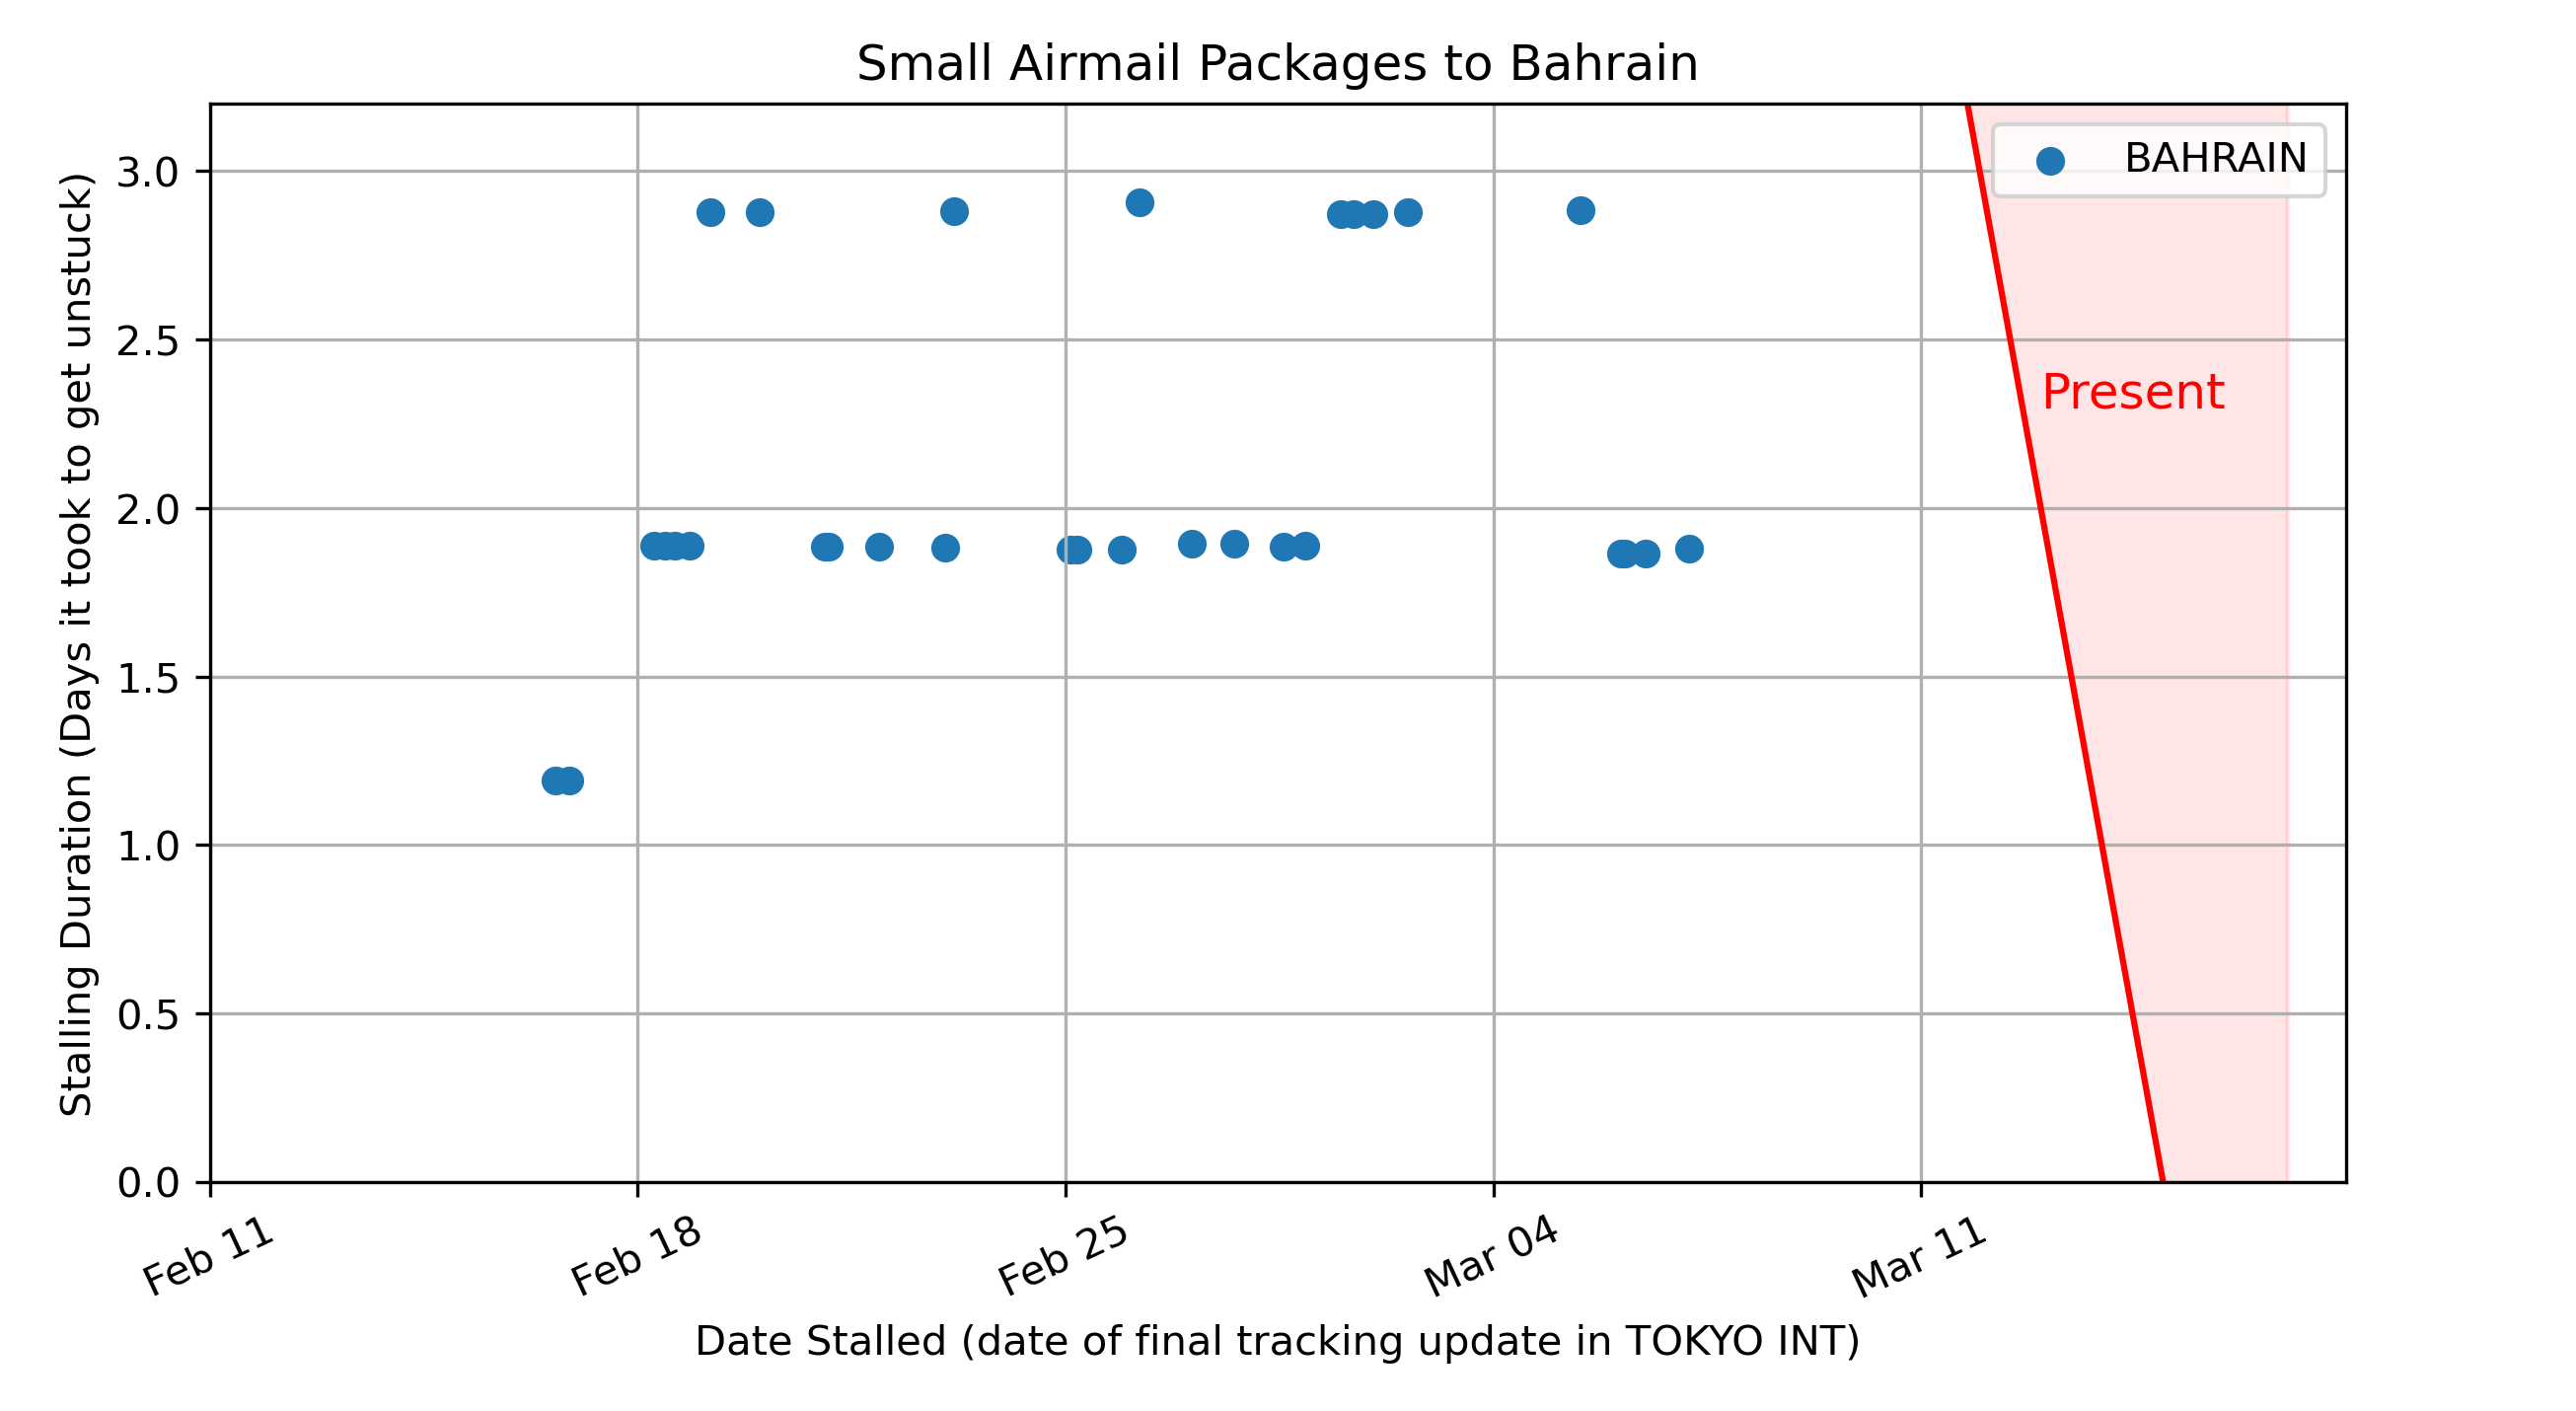 Small Airmail Packages to Bahrain
BAHRAIN
Present
Stalling Duration (Days it took to get unstuck)
3.0
2.5
2.0
1.5
1.0
0.5
0.0
Feb 11
Feb 18
Feb 25
Mar 04
Mar 11
Date Stalled (date of final tracking update in TOKYO INT)